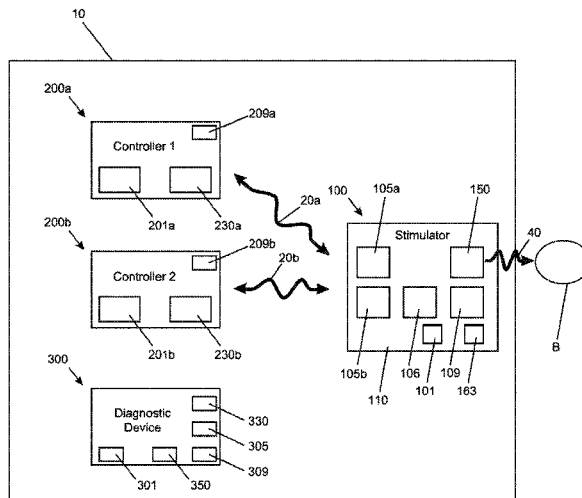 10
200a
209a
Controller 1
20a
100
105a
150
Stimulator
40
201a
230a
200b
209b
Controller 2
20b
201b
230b
105b
106
109
B
110
101
163
300
330
Diagnostic
Device
305
301
350
309